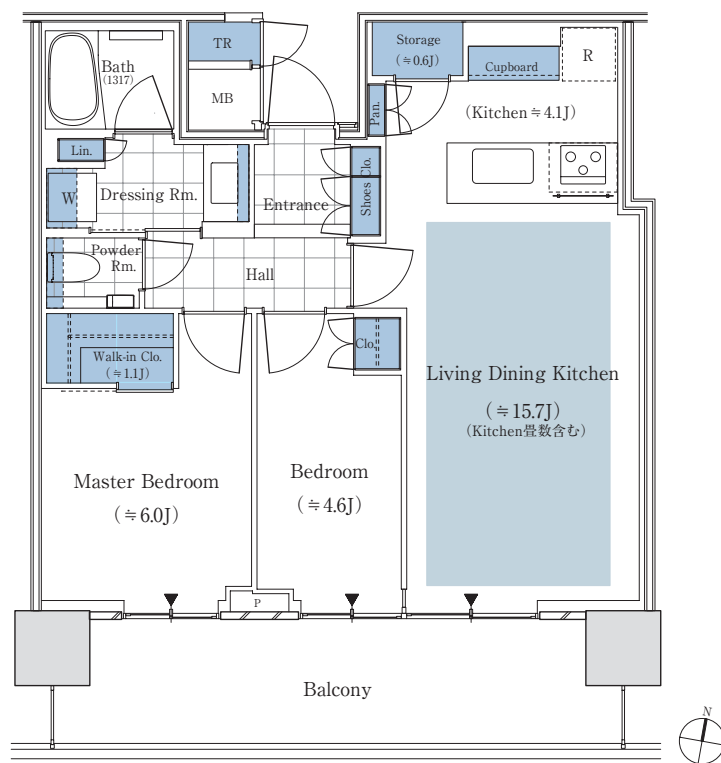 TR
Storage
(≒0.6J)
Cupboard
R
Bath
(1317)
MB
Pan.
(Kitchen≒4.1J)
Lin.
W
Dressing Rm.
Entrance
Shoes Clo.
Powder
Rm.
Hall
Walk-in Clo.
(≒1.1J)
Clo.
Living Dining Kitchen
(≒15.7J)
(Kitchen畳数含む)
Master Bedroom
(≒6.0J)
Bedroom
(≒4.6J)
P
Balcony
N